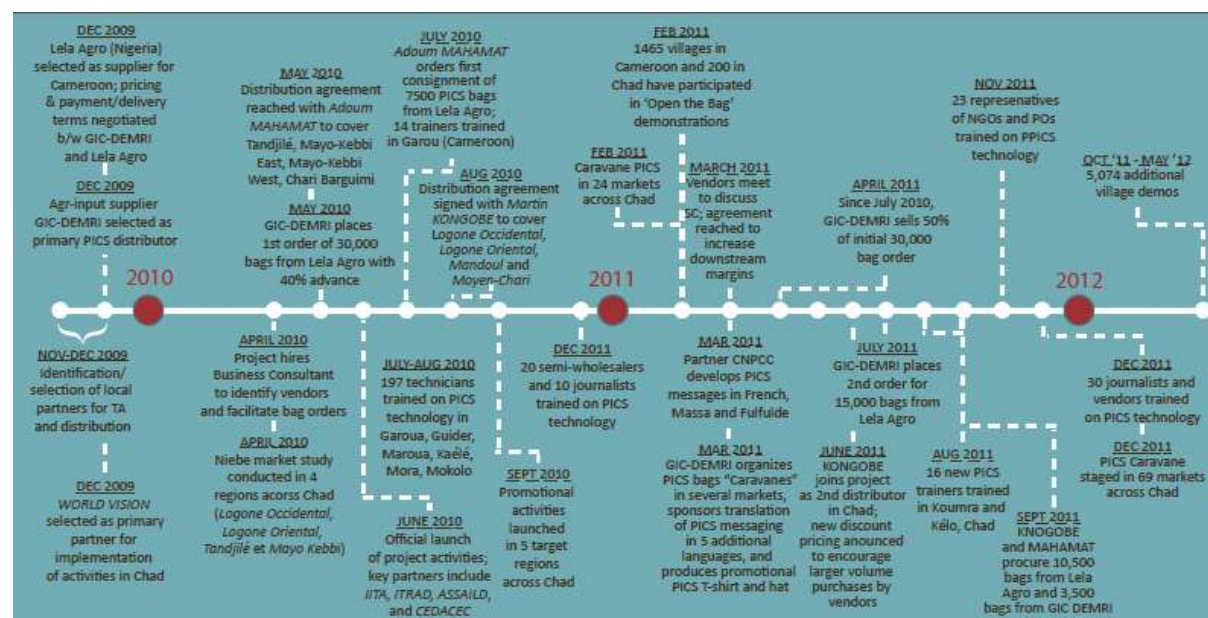 DEC 2009
Lela Agro (Nigeria)
selected as supplier for
Cameroon; pricing
& payment/delivery
terms negotiated
b/w GIC-DEMRI
and Lela Agro
DEC 2009
Agr-input supplier
GIC-DEMRI selected as
primary PICS distributor
MAY 2010
Distribution agreement
reached with Adoum
MAHAMAT to cover
Tandjilé, Mayo-Kebbi
East, Mayo-Kebbi
West, Chari Barguimi
MAY 2010
GIC-DEMRI places
1st order of 30,000
bags from Lela Agro with
40% advance
JULY 2010
Adoum MAHAMAT
orders first
consignment of
7500 PICS bags
from Lela Agro;
14 trainers trained
in Garou (Cameroon)
AUG 2010
Distribution agreement
signed with Martin
KONGOBE to cover
Logone Occidental,
Logone Oriental,
Mandoul and
Moyen-Chari
FEB 2011
1465 villages in
Cameroon and 200 in
Chad have participated
in ‘Open the Bag’
demonstrations
FEB 2011
Caravane PICS
in 24 markets
across Chad
MARCH 2011
Vendors meet
to discuss
SC; agreement
reached to
increase
downstream
margins
APRIL 2011
Since July 2010,
GIC-DEMRI sells 50%
of initial 30,000
bag order
NOV 2011
23 represenatives
of NGOs and POs
trained on PPICS
technology
OCT ‘11 - MAY ‘12
5,074 additional
village demos
2010
2011
2012
NOV-DEC 2009
Identification/
selection of local
partners for TA
and distribution
DEC 2009
WORLD VISION
selected as primary
partner for
implementation
of activities in Chad
APRIL 2010
Project hires
Business Consultant
to identify vendors
and facilitate bag orders
APRIL 2010
Niebe market study
conducted in 4
regions acorss Chad
(Logone Occidental,
Logone Oriental,
Tandjilé et Mayo Kebbi)
JULY-AUG 2010
197 technicians
trained on PICS
technology in
Garoua, Guider,
Maroua, Kaélé,
Mora, Mokolo
JUNE 2010
Official launch
of project activities;
key partners include
IITA, ITRAD, ASSAILD,
and CEDACEC
SEPT 2010
Promotional
activities
launched
in 5 target
regions
across Chad
DEC 2011
20 semi-wholesalers
and 10 journalists
trained on PICS
technology
MAR 2011
Partner CNPCC
develops PICS
messages in French,
Massa and Fulfulde
MAR 2011
GIC-DEMRI organizes
PICS bags “Caravanes”
in several markets,
sponsors translation
of PICS messaging
in 5 additional
languages, and
produces promotional
PICS T-shirt and hat
JULY 2011
GIC-DEMRI places
2nd order for
15,000 bags from
Lela Agro
JUNE 2011
KONGOBE
joins project
as 2nd distributor
in Chad;
new discount
pricing anounced
to encourage
larger volume
purchases by
vendors
AUG 2011
16 new PICS
trainers trained
in Koumra and
Kélo, Chad
SEPT 2011
KNOGOBE
and MAHAMAT
procure 10,500
bags from Lela
Agro and 3,500
bags from GIC DEMRI
DEC 2011
30 journalists and
vendors trained
on PICS technology
DEC 2011
PICS Caravane
staged in 69 markets
across Chad